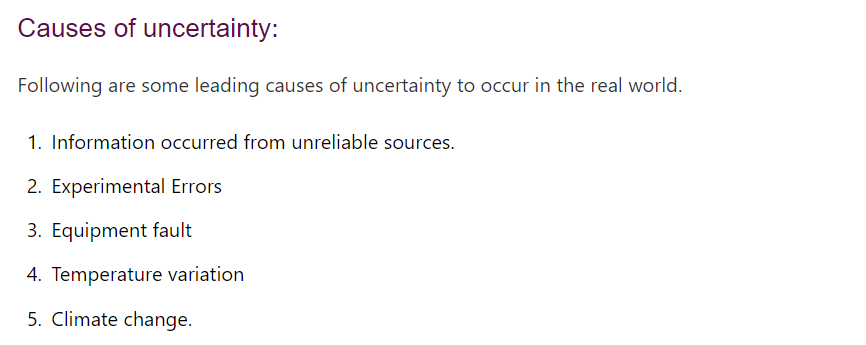 Causes of uncertainty:
Following are some leading causes of uncertainty to occur in the real world.
1. Information occurred from unreliable sources.
2. Experimental Errors
3. Equipment fault
4. Temperature variation
5. Climate change.